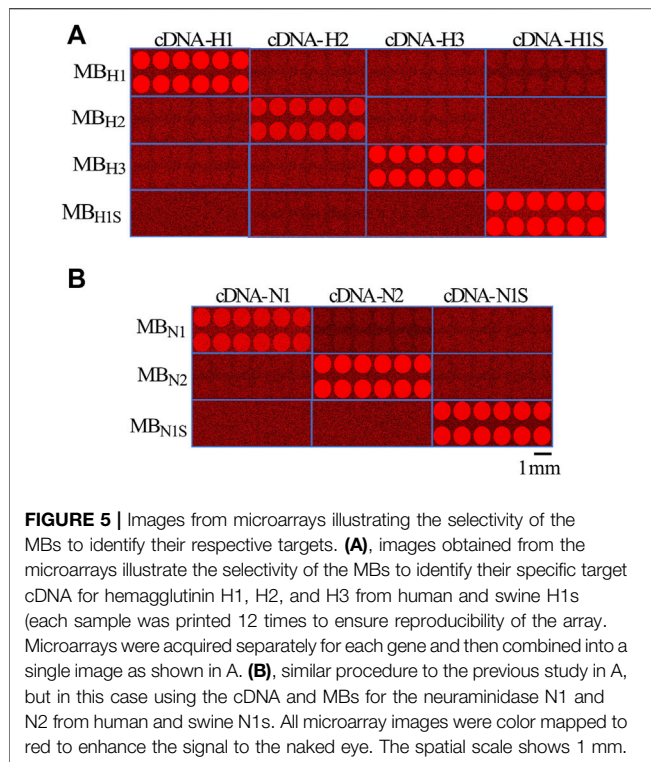 A
cDNA-H1 cDNA-H2 cDNA-H3 cDNA-H1S
MBH1
MBH2
MBH3
MBH1S
B
cDNA-N1 cDNA-N2 cDNA-N1S
MBN1
MBN2
MBN1S
1mm
FIGURE 5 | Images from microarrays illustrating the selectivity of the
MBs to identify their respective targets. (A), images obtained from the
microarrays illustrate the selectivity of the MBs to identify their specific target
cDNA for hemagglutinin H1, H2, and H3 from human and swine H1s
(each sample was printed 12 times to ensure reproducibility of the array.
Microarrays were acquired separately for each gene and then combined into a
single image as shown in A. (B), similar procedure to the previous study in A,
but in this case using the cDNA and MBs for the neuraminidase N1 and
N2 from human and swine N1s. All microarray images were color mapped to
red to enhance the signal to the naked eye. The spatial scale shows 1 mm.